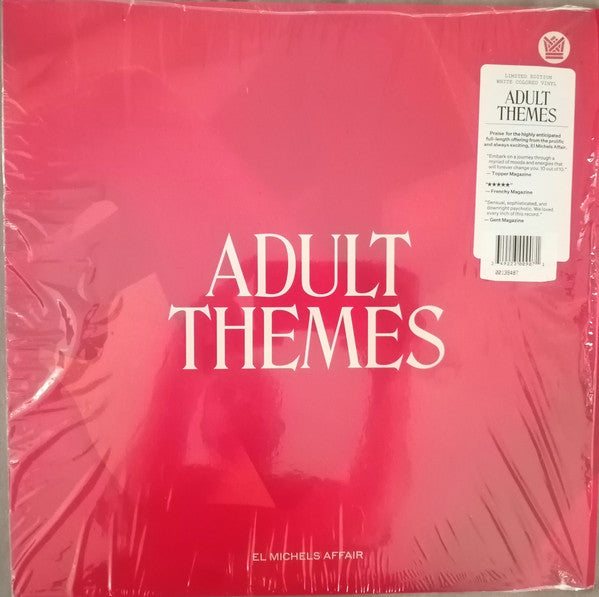 LIMITED EDITION
WHITE COLORED VINYL
ADULT
THEMES
Praise for the highly anticipated
full-length offering from the prolific
and always exciting, El Michels Affair.
"Embark on a journey through a
myriad of moods and energies that
will forever change you. 10 out of 10."
— Topper Magazine
"★★★★★"
— Frenchy Magazine
"Sensual, sophisticated, and
downright psychotic. We loved
every inch of this record."
— Gent Magazine
00138487
ADULT
THEMES
EL MICHELS AFFAIR